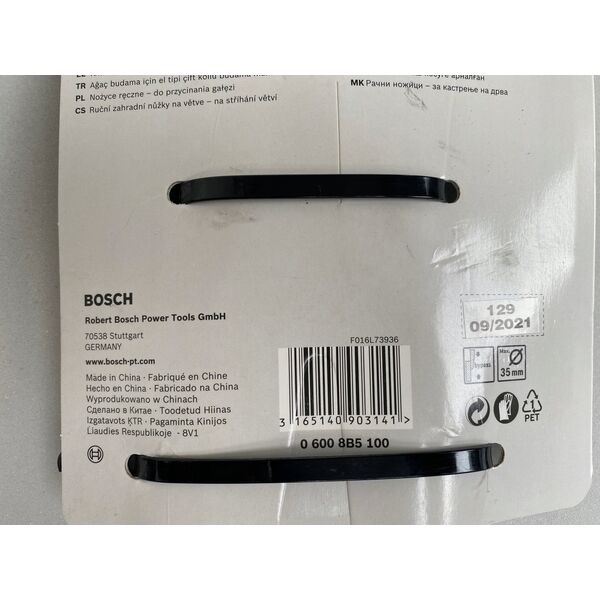 TR Ağaç budama için el tipi çift kollu budama
PL Nożyce ręczne – do przycinania gałęzi
CS Ruční zahradní nůžky na větve – na stříhání větví
MK Рачни ножици – за кастрење на дрва
BOSCH
Robert Bosch Power Tools GmbH
70538 Stuttgart
GERMANY
www.bosch-pt.com
Made in China · Fabriqué en Chine
Hecho en China · Fabricado na China
Wyprodukowano w Chinach
Сделано в Китае · Toodetud Hiinas
Izgatavots ĶTR · Pagaminta Kinijos
Liaudies Respublikoje - 8V1
F016L73936
3 165140 903141 >
0 600 8B5 100
129
09/2021
bypass
Max.
35 mm
1
PET